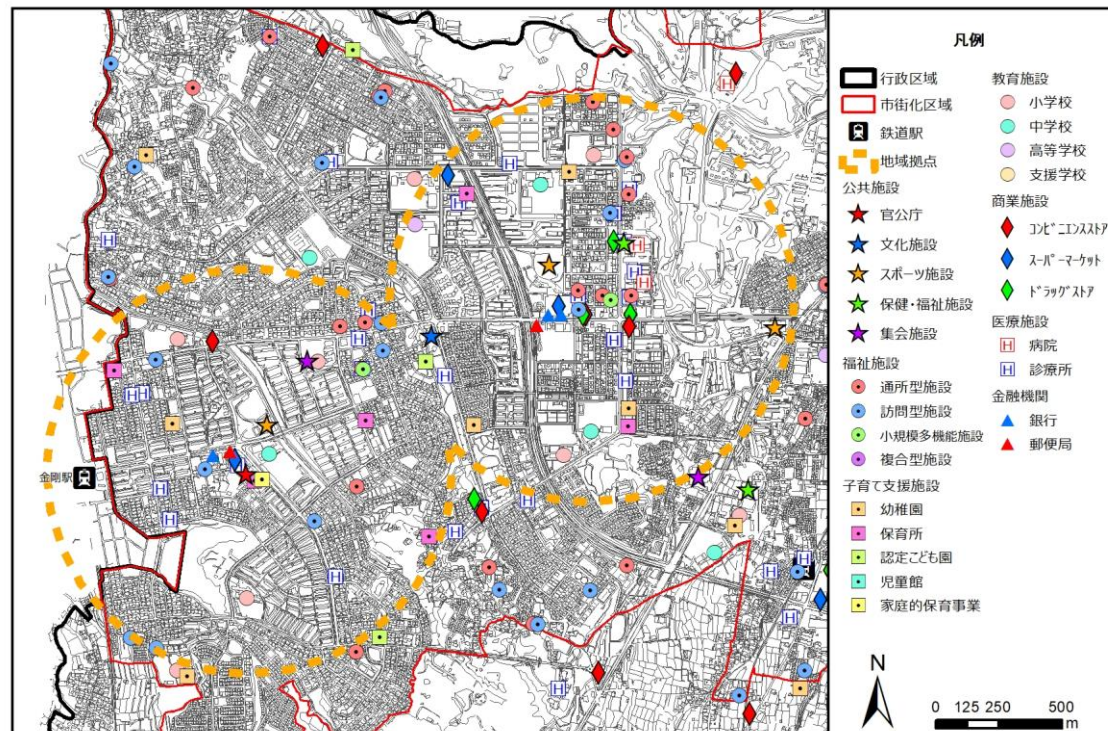 凡例
行政区域
市街化区域
鉄道駅
地域拠点
公共施設
官公庁
文化施設
スポーツ施設
保健・福祉施設
集会施設
福祉施設
通所型施設
訪問型施設
小規模多機能施設
複合型施設
子育て支援施設
幼稚園
保育所
認定こども園
児童館
家庭的保育事業
教育施設
小学校
中学校
高等学校
支援学校
商業施設
ｺﾝﾋﾞﾆｴﾝｽｽﾄｱ
ｽｰﾊﾟｰﾏｰｹｯﾄ
ﾄﾞﾗｯｸﾞｽﾄｱ
医療施設
H 病院
H 診療所
金融機関
銀行
郵便局
金剛駅
N
0 125 250 500
m